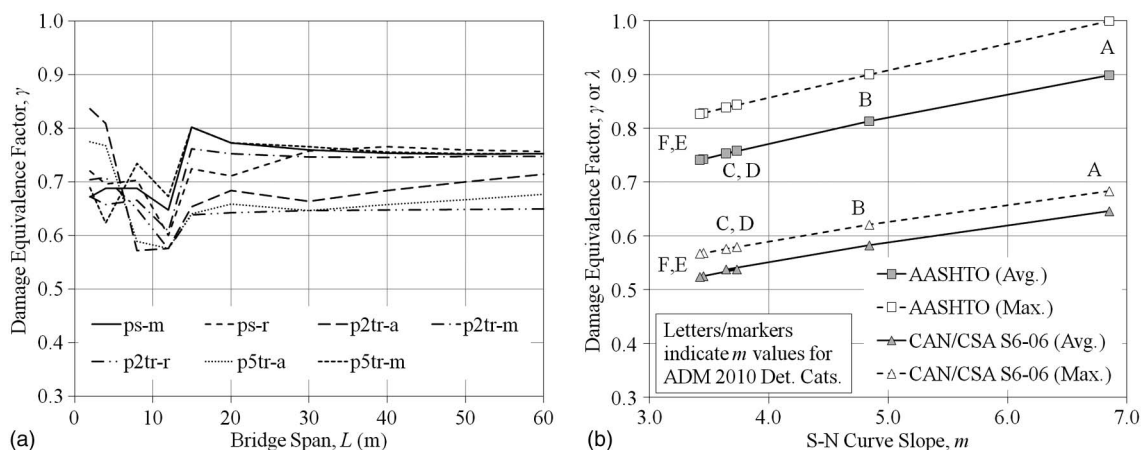 1.0
0.9
0.8
0.7
0.6
0.5
0.4
0.3
Damage Equivalence Factor, γ
ps-m
ps-r
p2tr-a
p2tr-m
p2tr-r
p5tr-a
p5tr-m
0 10 20 30 40 50 60
Bridge Span, L (m)
(a)
1.0
0.9
0.8
0.7
0.6
0.5
0.4
0.3
Damage Equivalence Factor, γ or λ
A
B
F,E
C, D
A
B
C, D
F,E
AASHTO (Avg.)
AASHTO (Max.)
CAN/CSA S6-06 (Avg.)
CAN/CSA S6-06 (Max.)
Letters/markers
indicate m values for
ADM 2010 Det. Cats.
3.0 4.0 5.0 6.0 7.0
S-N Curve Slope, m
(b)